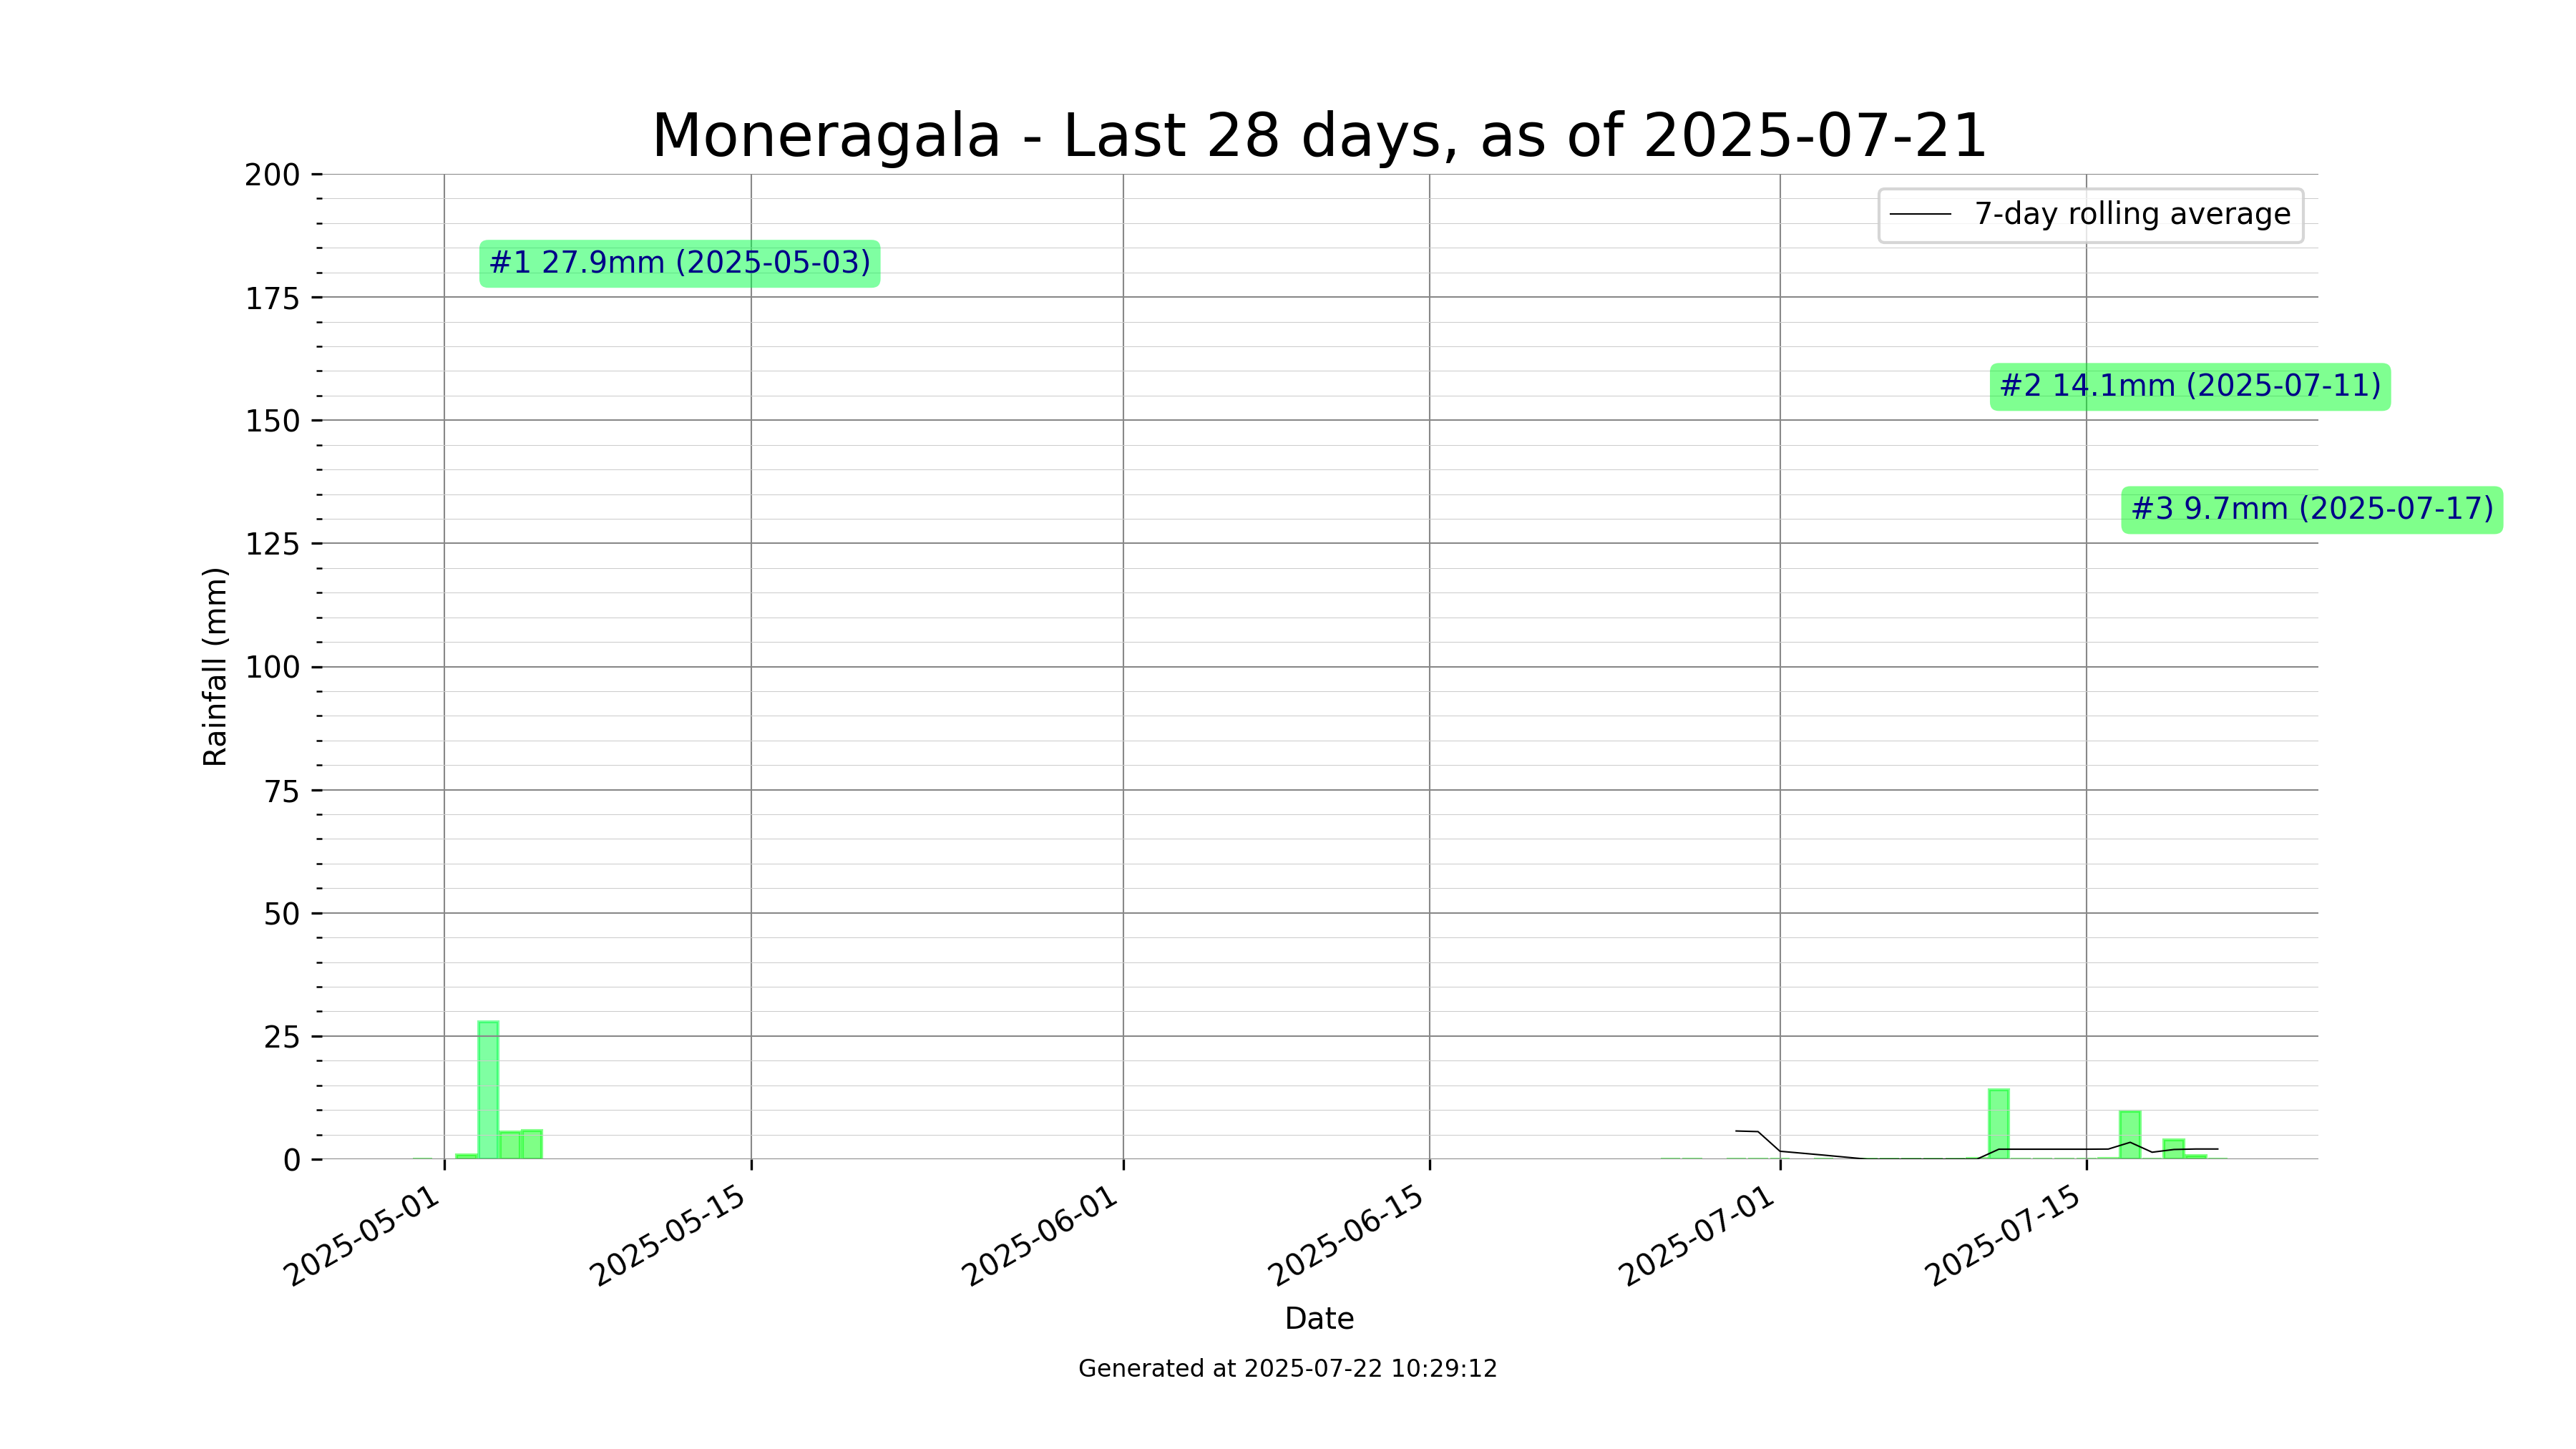 Moneragala - Last 28 days, as of 2025-07-21
200
175
150
125
100
75
50
25
0
Rainfall (mm)
7-day rolling average
#1 27.9mm (2025-05-03)
#2 14.1mm (2025-07-11)
#3 9.7mm (2025-07-17)
2025-05-01
2025-05-15
2025-06-01
2025-06-15
2025-07-01
2025-07-15
Date
Generated at 2025-07-22 10:29:12